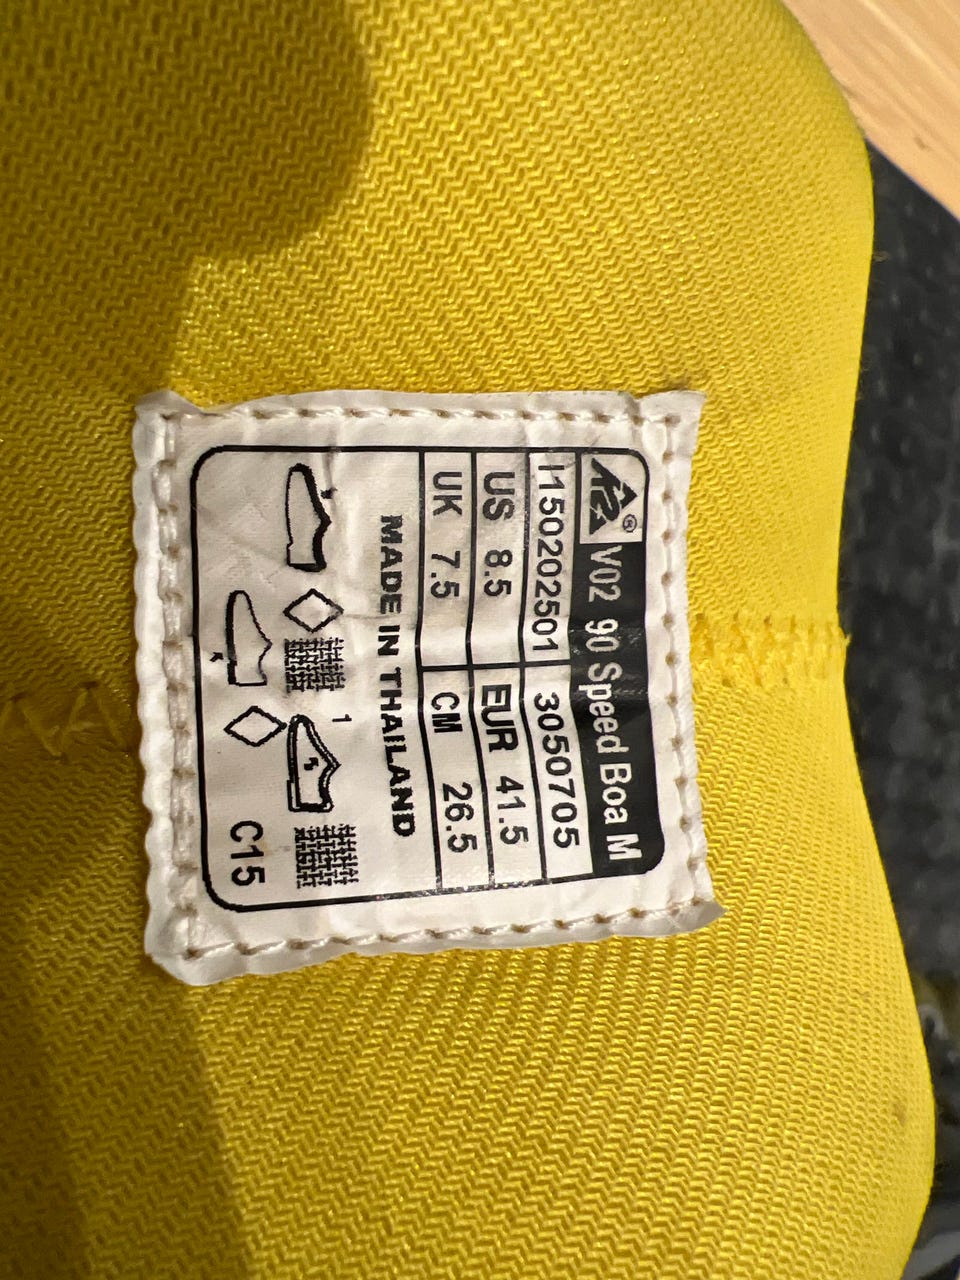 K2® V02 90 Speed Boa M
I150202501 3050705
US 8.5 EUR 41.5
UK 7.5 CM 26.5
MADE IN THAILAND
1
C15